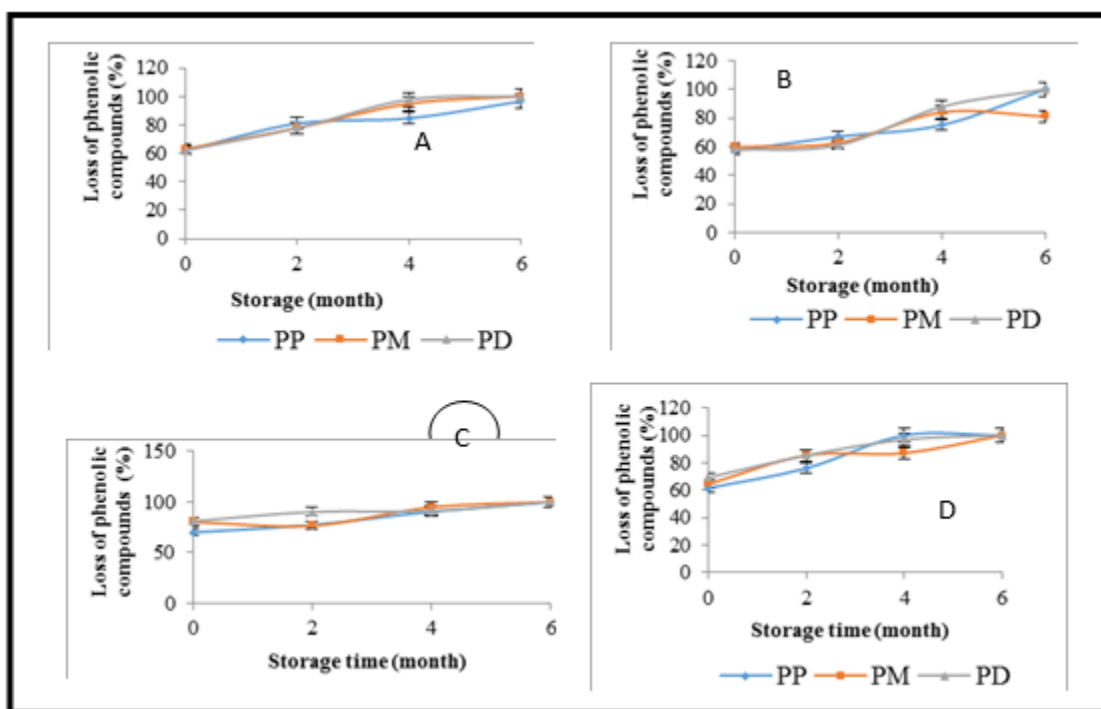 Loss of phenolic
compounds (%)
120
100
80
60
40
20
0
A
0 2 4 6
Storage (month)
PP PM PD
Loss of phenolic
compounds (%)
120
100
80
60
40
20
0
B
0 2 4 6
Storage (month)
PP PM PD
Loss of phenolic
compounds (%)
150
100
50
0
C
0 2 4 6
Storage time (month)
Loss of phenolic
compounds (%)
120
100
80
60
40
20
0
D
0 2 4 6
Storage time (month)
PP PM PD